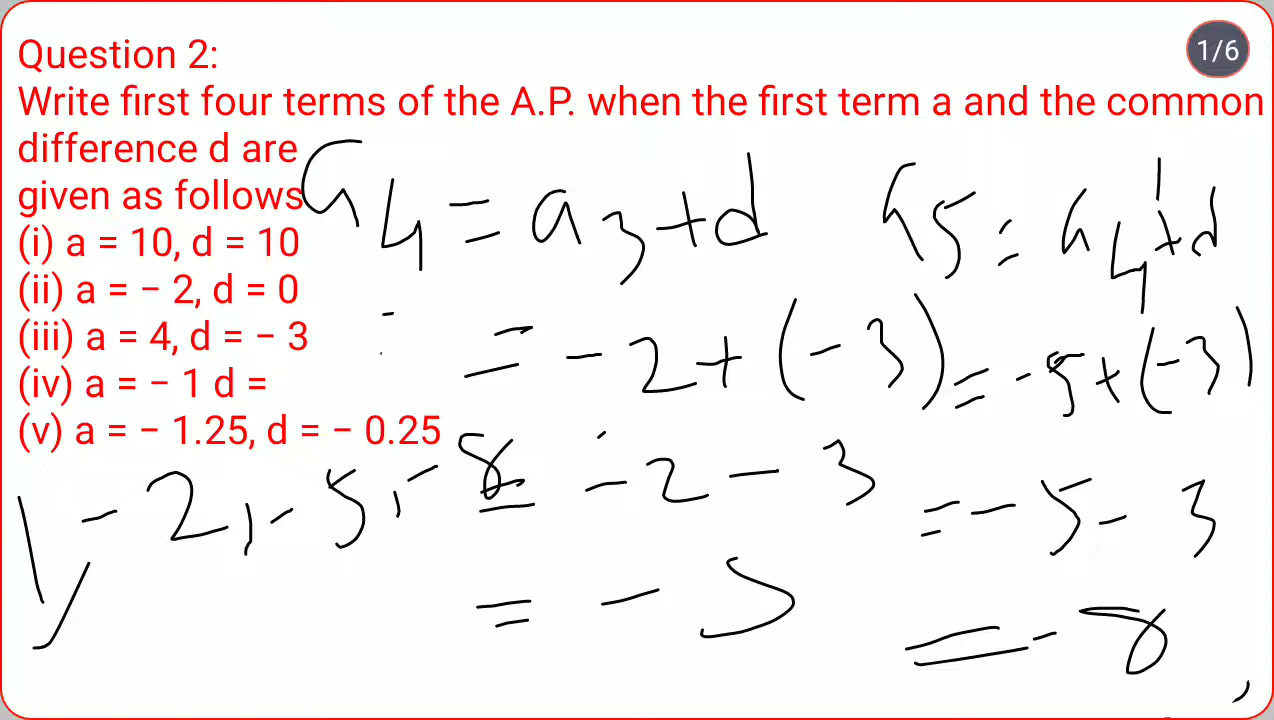 Question 2:
1/6
Write first four terms of the A.P. when the first term a and the common
difference d are
given as follows
(i) a = 10, d = 10
(ii) a = − 2, d = 0
(iii) a = 4, d = − 3
(iv) a = − 1 d =
(v) a = − 1.25, d = − 0.25
a4 = a3 + d
= -2 + (-3)
= -2 - 3
= - 5
a5 = a4 + d
= -5 + (-3)
= -5 - 3
= -8
1, -2, -5, -8